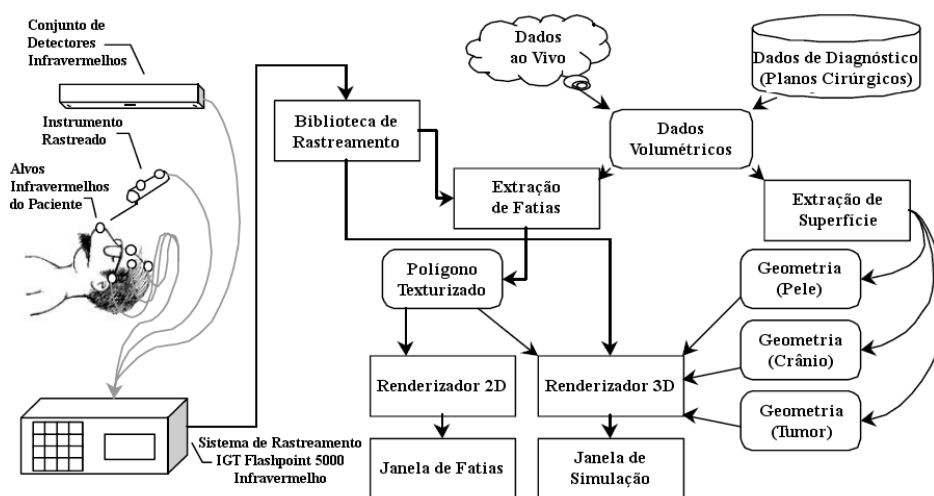 Conjunto de
Detectores
Infravermelhos
Instrumento
Rastreado
Alvos
Infravermelhos
do Paciente
Sistema de Rastreamento
IGT Flashpoint 5000
Infravermelho
Dados
ao Vivo
Dados de Diagnóstico
(Planos Cirúrgicos)
Biblioteca de
Rastreamento
Dados
Volumétricos
Extração
de Fatias
Extração de
Superfície
Polígono
Texturizado
Geometria
(Pele)
Geometria
(Crânio)
Geometria
(Tumor)
Renderizador 2D
Renderizador 3D
Janela de Fatias
Janela de
Simulação